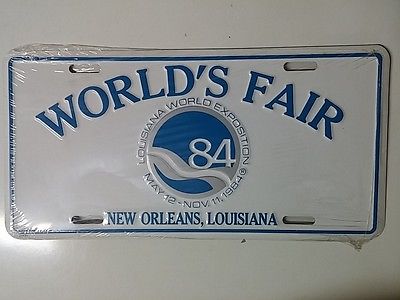 WORLD'S FAIR
LOUISIANA WORLD EXPOSITION
84
MAY 12 - NOV. 11, 1984 ©
NEW ORLEANS, LOUISIANA